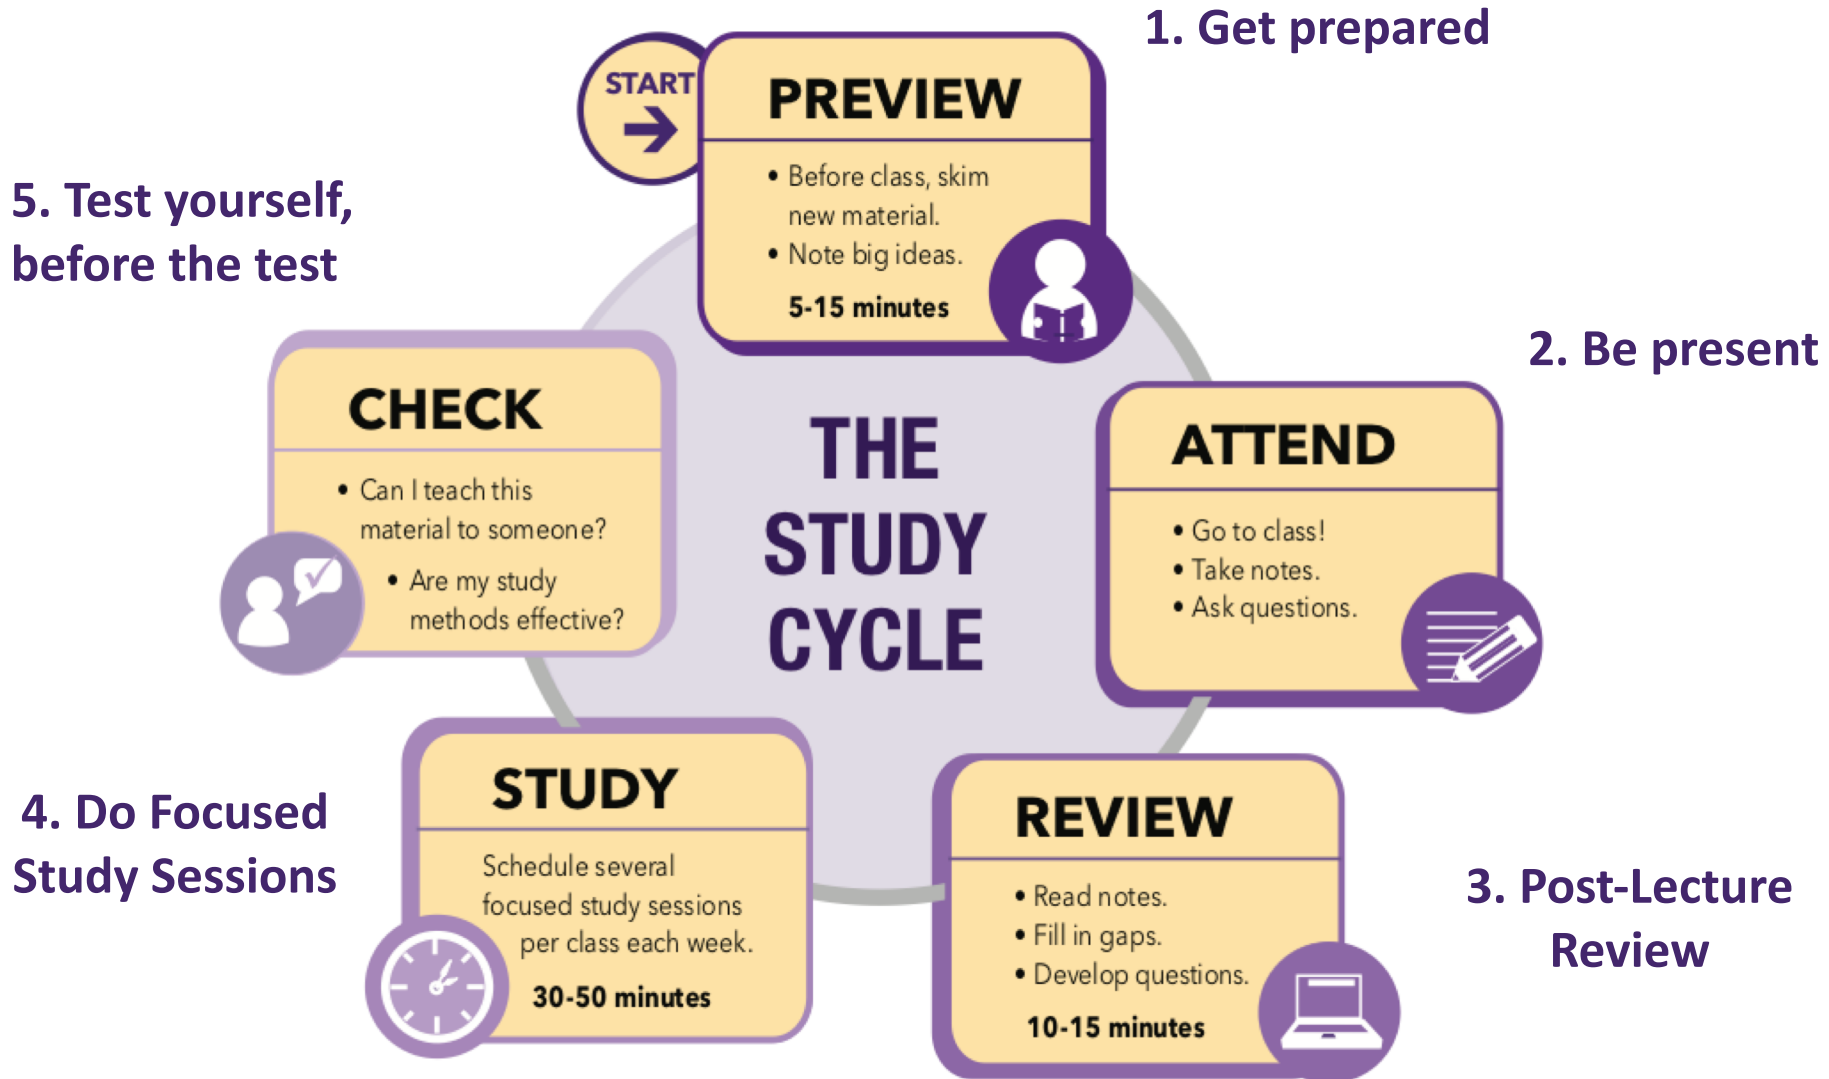 1. Get prepared
START
PREVIEW
• Before class, skim
new material.
• Note big ideas.
5-15 minutes
2. Be present
ATTEND
• Go to class!
• Take notes.
• Ask questions.
3. Post-Lecture
Review
REVIEW
• Read notes.
• Fill in gaps.
• Develop questions.
10-15 minutes
4. Do Focused
Study Sessions
STUDY
Schedule several
focused study sessions
per class each week.
30-50 minutes
5. Test yourself,
before the test
CHECK
• Can I teach this
material to someone?
• Are my study
methods effective?
THE
STUDY
CYCLE